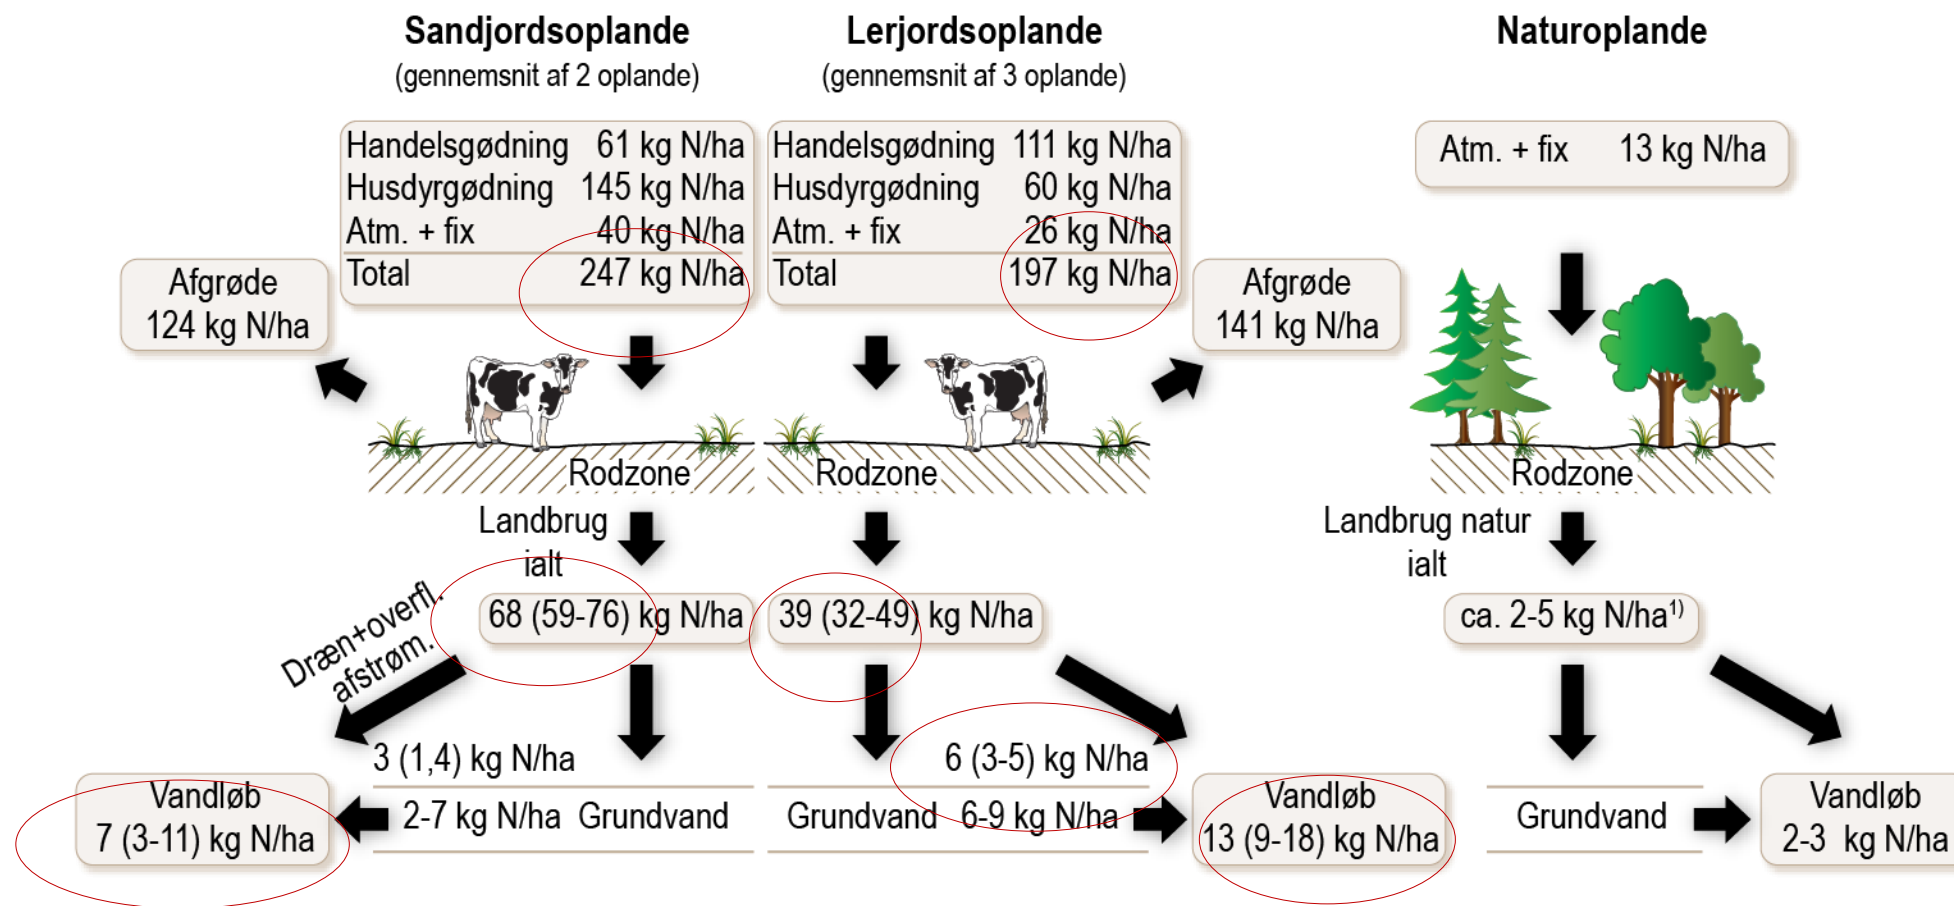 Sandjordsoplande
(gennemsnit af 2 oplande)
Lerjordsoplande
(gennemsnit af 3 oplande)
Naturoplande
Handelsgødning 61 kg N/ha
Husdyrgødning 145 kg N/ha
Atm. + fix 40 kg N/ha
Total 247 kg N/ha
Handelsgødning 111 kg N/ha
Husdyrgødning 60 kg N/ha
Atm. + fix 26 kg N/ha
Total 197 kg N/ha
Atm. + fix 13 kg N/ha
Afgrøde
124 kg N/ha
Afgrøde
141 kg N/ha
Rodzone
Rodzone
Rodzone
Landbrug
ialt
Landbrug natur
ialt
68 (59-76) kg N/ha
39 (32-49) kg N/ha
ca. 2-5 kg N/ha¹⁾
Dræn+overfl.
afstrøm.
3 (1,4) kg N/ha
6 (3-5) kg N/ha
Vandløb
7 (3-11) kg N/ha
2-7 kg N/ha Grundvand
Grundvand 6-9 kg N/ha
Vandløb
13 (9-18) kg N/ha
Grundvand
Vandløb
2-3 kg N/ha